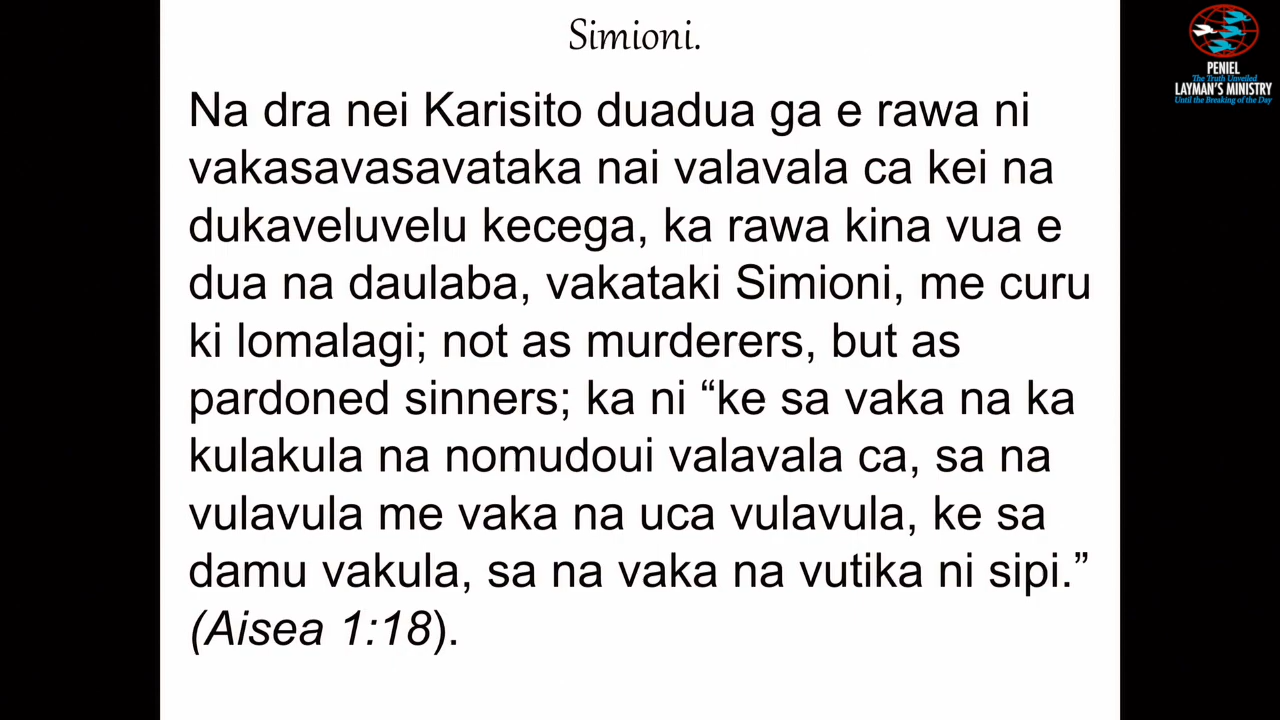 Simioni.
PENIEL
The Truth Unveiled
LAYMAN'S MINISTRY
Until the Breaking of the Day
Na dra nei Karisito duadua ga e rawa ni
vakasavasavataka nai valavala ca kei na
dukaveluvelu kecega, ka rawa kina vua e
dua na daulaba, vakataki Simioni, me curu
ki lomalagi; not as murderers, but as
pardoned sinners; ka ni “ke sa vaka na ka
kulakula na nomudoui valavala ca, sa na
vulavula me vaka na uca vulavula, ke sa
damu vakula, sa na vaka na vutika ni sipi.”
(Aisea 1:18).